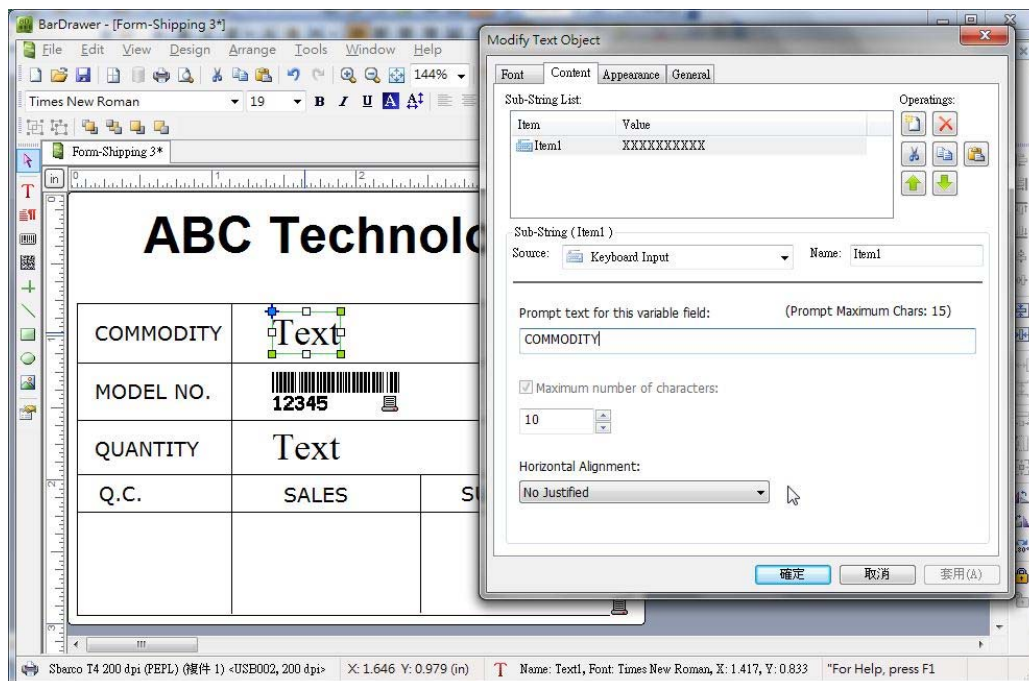 BarDrawer - [Form-Shipping 3*]
File Edit View Design Arrange Tools Window Help
144%
Times New Roman 19 B I U A A
Form-Shipping 3*
in 0 1 2
ABC Technolo
COMMODITY Text
MODEL NO. 12345
QUANTITY Text
Q.C. SALES
Modify Text Object
Font Content Appearance General
Sub-String List: Operatings:
Item Value
Item1 XXXXXXXXXX
Sub-String ( Item1 )
Source: Keyboard Input Name: Item1
Prompt text for this variable field: (Prompt Maximum Chars: 15)
COMMODITY
Maximum number of characters:
10
Horizontal Alignment:
No Justified
確定 取消 套用(A)
Sbarco T4 200 dpi (PEPL) (複件 1) <USB002, 200 dpi> X: 1.646 Y: 0.979 (in) T Name: Text1, Font: Times New Roman, X: 1.417, Y: 0.833 "For Help, press F1